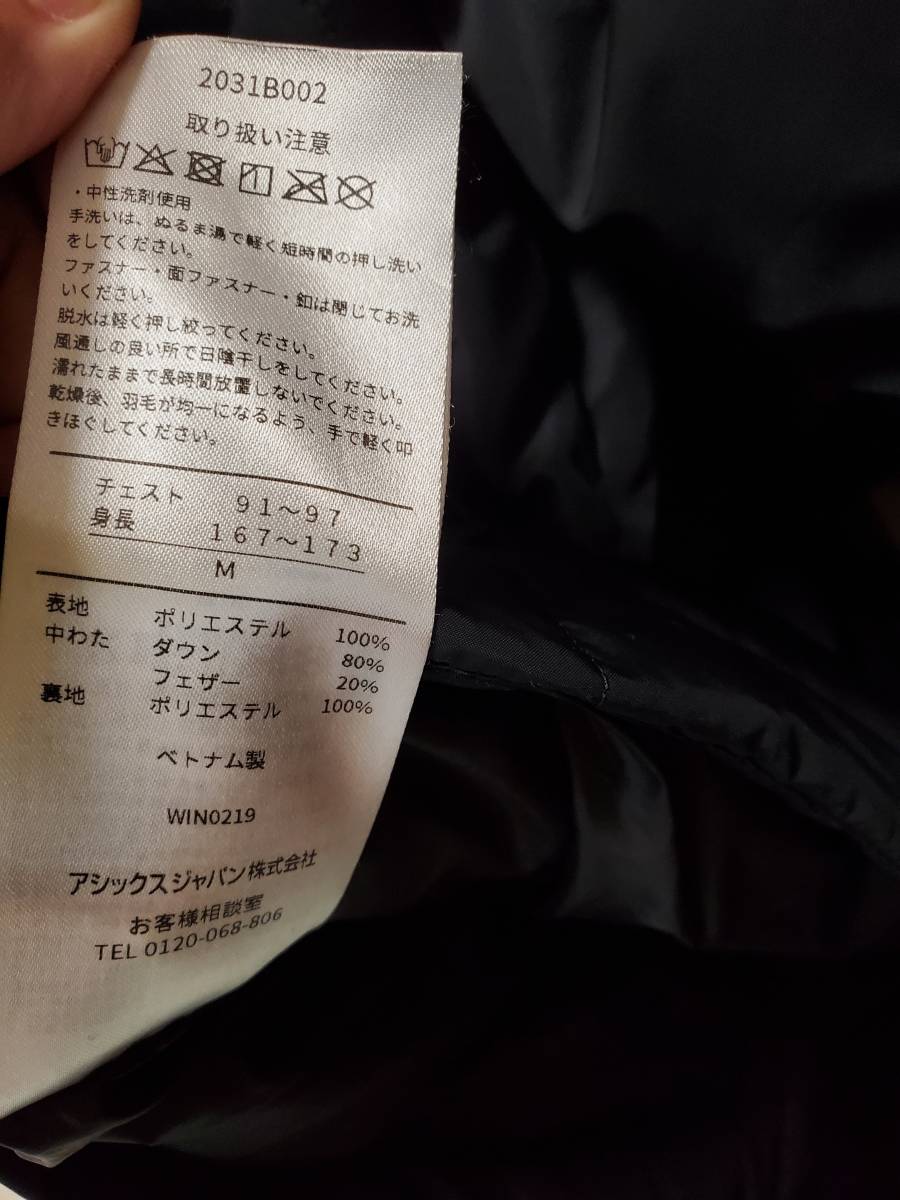 2031B002
取り扱い注意
・中性洗剤使用
手洗いは、ぬるま湯で軽く短時間の押し洗い
をしてください。
ファスナー・面ファスナー・釦は閉じてお洗
いください。
脱水は軽く押し絞ってください。
風通しの良い所で日陰干しをしてください。
濡れたままで長時間放置しないでください。
乾燥後、羽毛が均一になるよう、手で軽く叩
きほぐしてください。
チェスト 91～97
身長 167～173
M
表地 ポリエステル 100%
中わた ダウン 80%
フェザー 20%
裏地 ポリエステル 100%
ベトナム製
WIN0219
アシックスジャパン株式会社
お客様相談室
TEL 0120-068-806